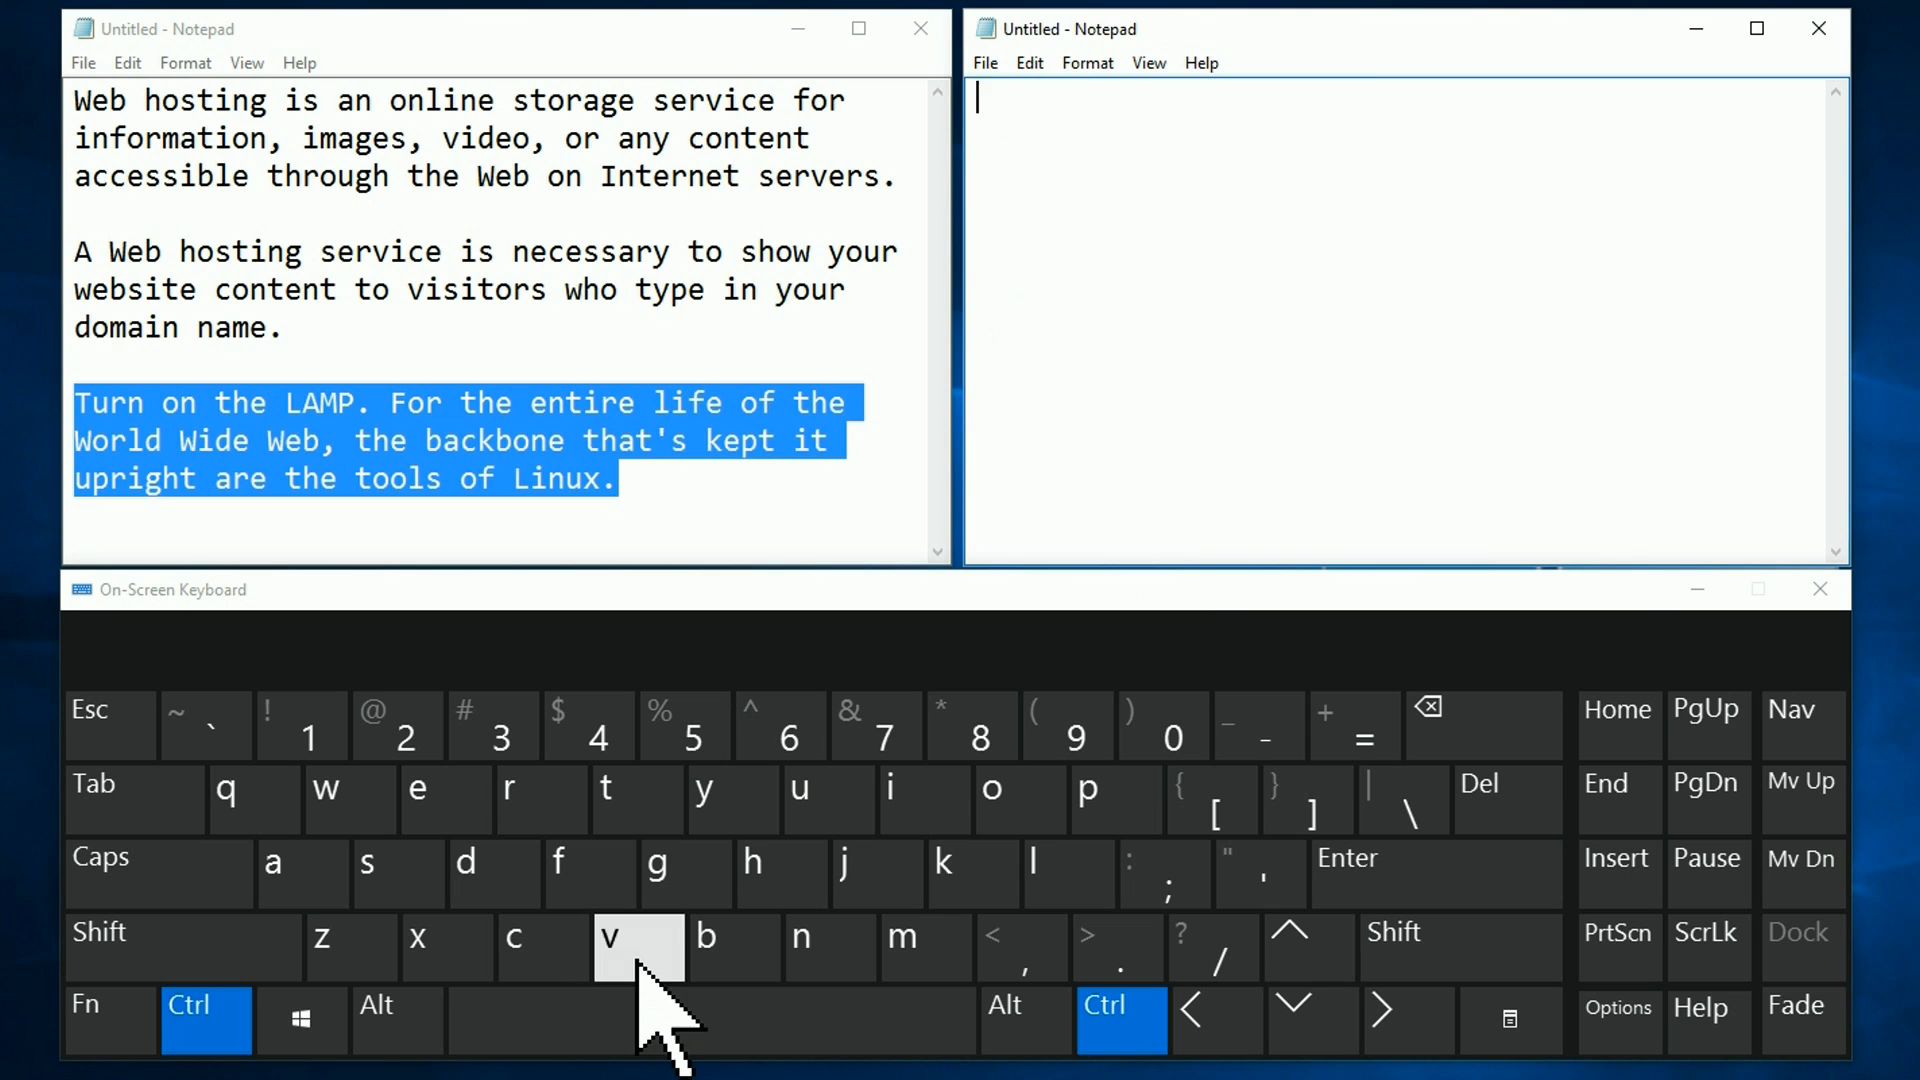 Untitled - Notepad
File Edit Format View Help
Web hosting is an online storage service for
information, images, video, or any content
accessible through the Web on Internet servers.
A Web hosting service is necessary to show your
website content to visitors who type in your
domain name.
Turn on the LAMP. For the entire life of the
World Wide Web, the backbone that's kept it
upright are the tools of Linux.
Untitled - Notepad
File Edit Format View Help
On-Screen Keyboard
Esc ~ ` ! 1 @ 2 # 3 $ 4 % 5 ^ 6 & 7 * 8 ( 9 ) 0 _ - + = Home PgUp Nav
Tab q w e r t y u i o p { [ } ] | \ Del End PgDn Mv Up
Caps a s d f g h j k l : ; " ' Enter Insert Pause Mv Dn
Shift z x c v b n m < , > . ? / Shift PrtScn ScrLk Dock
Fn Ctrl Alt Alt Ctrl Options Help Fade